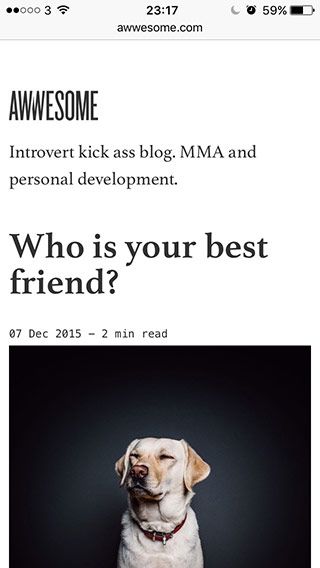 3 23:17 59%
awwesome.com
AWWESOME
Introvert kick ass blog. MMA and
personal development.
Who is your best
friend?
07 Dec 2015 – 2 min read